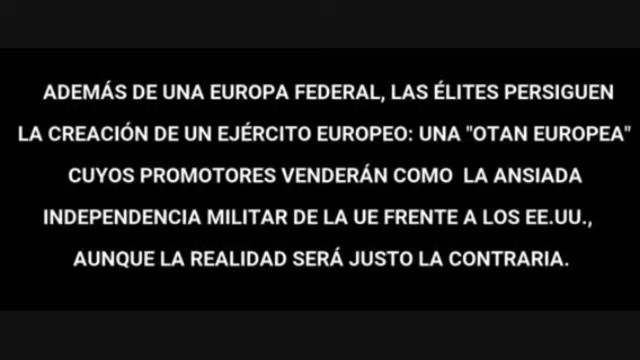 ADEMÁS DE UNA EUROPA FEDERAL, LAS ÉLITES PERSIGUEN
LA CREACIÓN DE UN EJÉRCITO EUROPEO: UNA "OTAN EUROPEA"
CUYOS PROMOTORES VENDERÁN COMO LA ANSIADA
INDEPENDENCIA MILITAR DE LA UE FRENTE A LOS EE.UU.,
AUNQUE LA REALIDAD SERÁ JUSTO LA CONTRARIA.